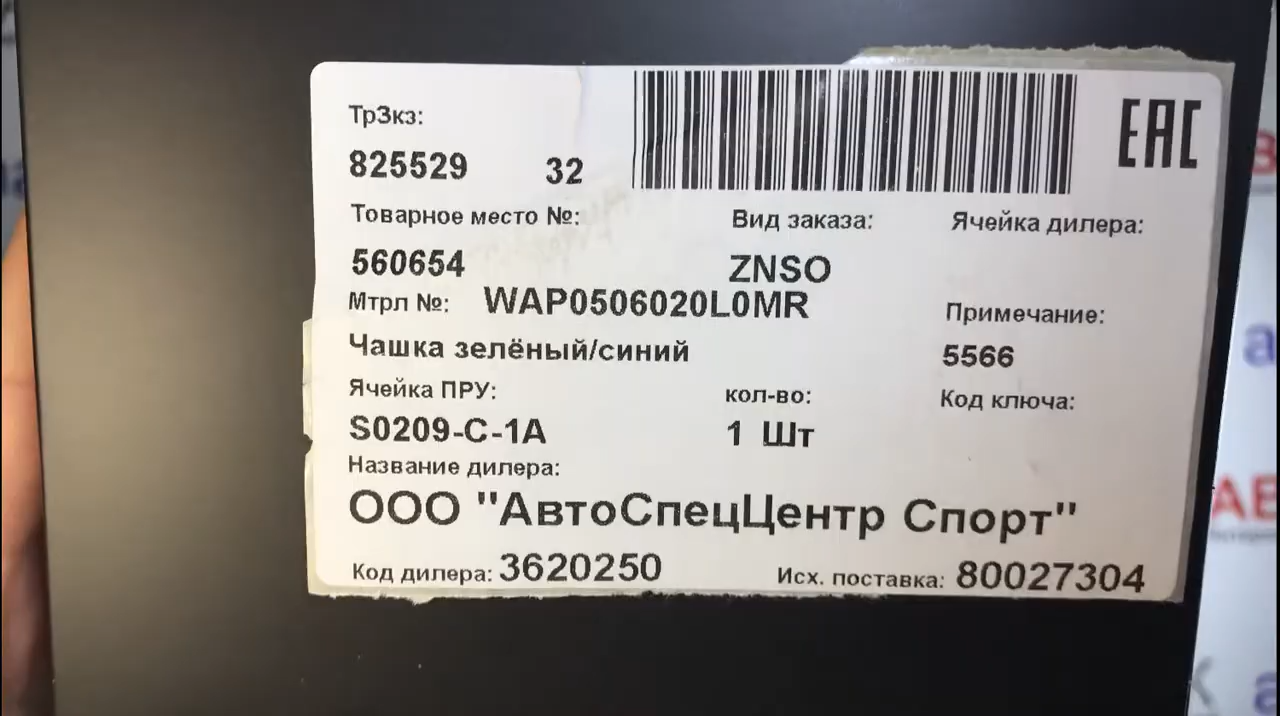 ТрЗкз:
825529 32
EAC
Товарное место №: Вид заказа: Ячейка дилера:
560654 ZNSO
Мтрл №: WAP0506020L0MR Примечание:
Чашка зелёный/синий 5566
Ячейка ПРУ: кол-во: Код ключа:
S0209-C-1A 1 Шт
Название дилера:
ООО "АвтоСпецЦентр Спорт"
Код дилера: 3620250 Исх. поставка: 80027304